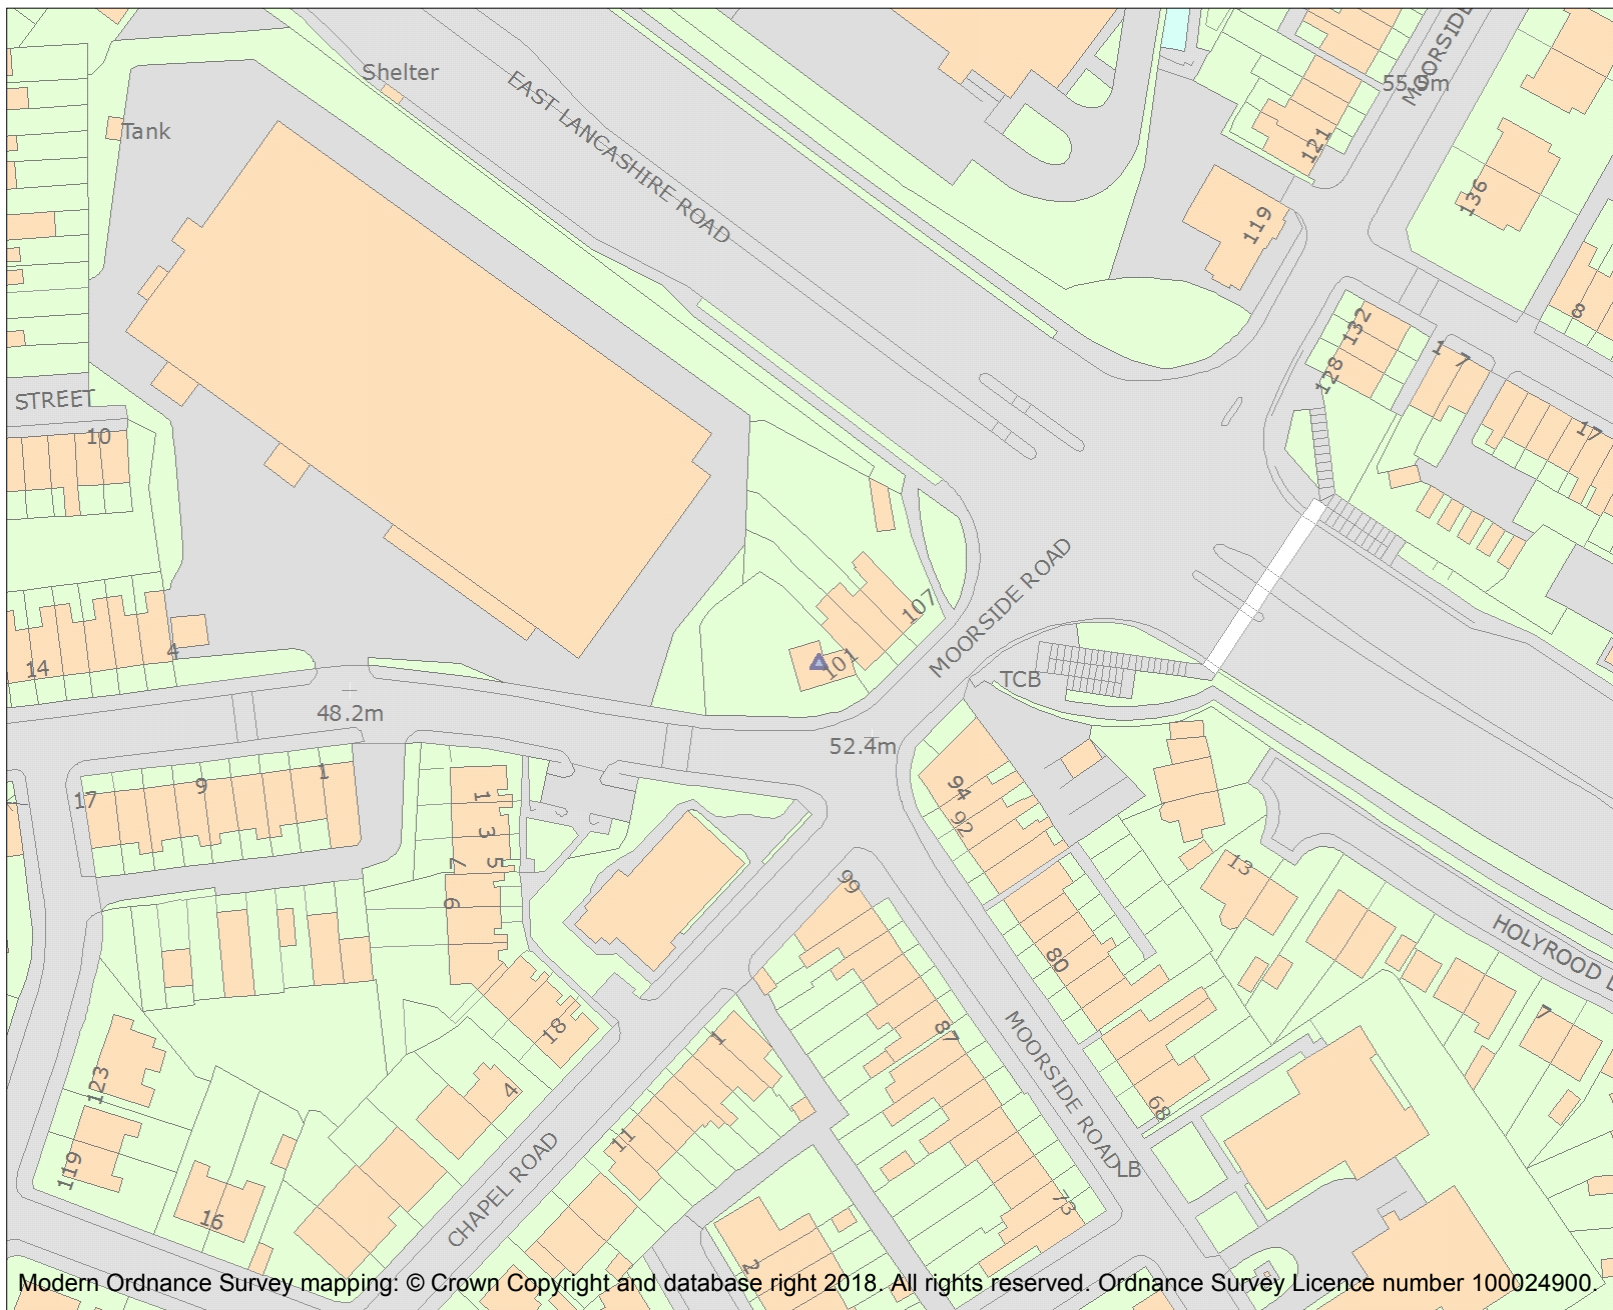 MOORSIDE
55.5m
Shelter
EAST LANCASHIRE ROAD
Tank
121
136
119
8
132
128
1
7
17
STREET
10
107
MOORSIDE ROAD
14
4
101
TCB
48.2m
52.4m
17
9
1
1
3
5
7
9
94
92
99
13
80
HOLYROOD
18
87
MOORSIDE ROAD
7
1
123
4
68
11
119
LB
CHAPEL ROAD
73
16
2
Modern Ordnance Survey mapping: © Crown Copyright and database right 2018. All rights reserved. Ordnance Survey Licence number 100024900.